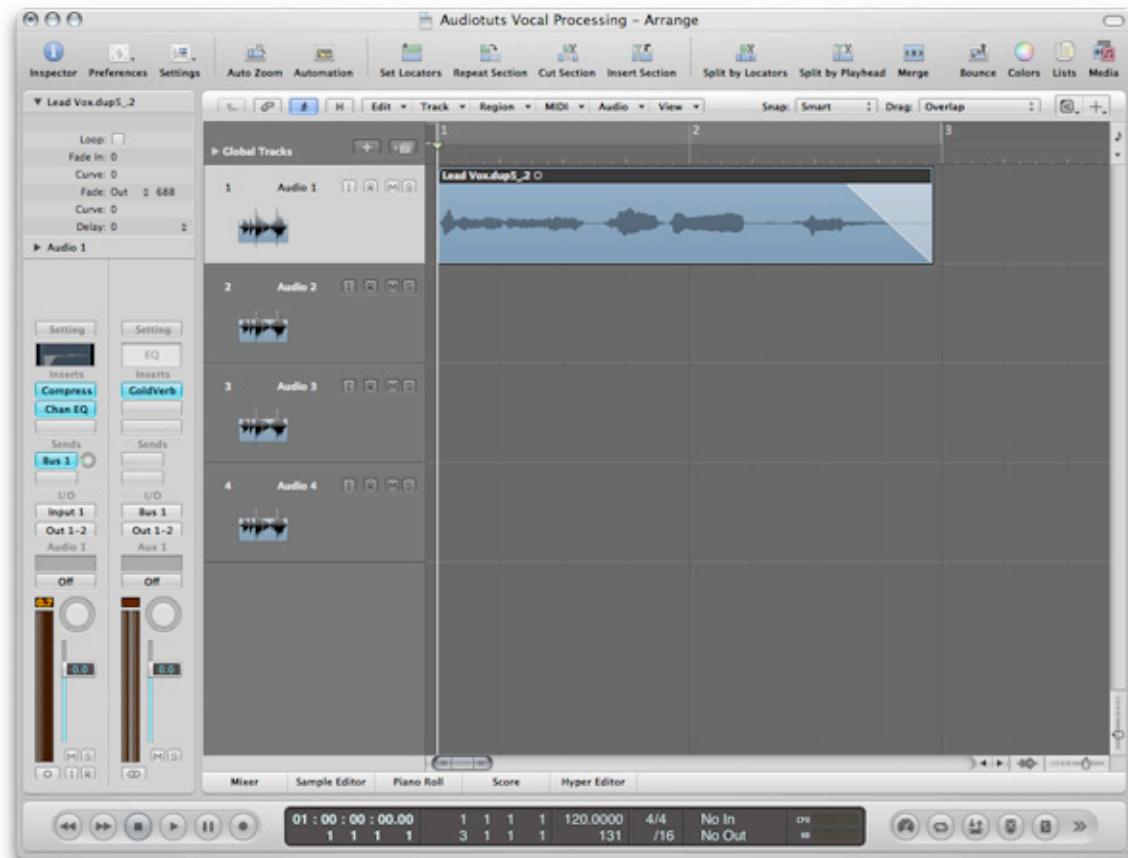 Audiotuts Vocal Processing - Arrange
Inspector Preferences Settings Auto Zoom Automation Set Locators Repeat Section Cut Section Insert Section Split by Locators Split by Playhead Merge Bounce Colors Lists Media
Lead Vox.dup5_.2
Edit Track Region MIDI Audio View Snap: Smart Drag: Overlap
Loop:
Fade In: 0
Curve: 0
Fade: Out 688
Curve: 0
Delay: 0
Audio 1
Setting Setting
EQ
Inserts Inserts
Compress GoldVerb
Chan EQ
Sends Sends
Bus 1
I/O I/O
Input 1 Bus 1
Out 1-2 Out 1-2
Audio 1 Aux 1
Off Off
0.0 0.0
M S M S
I R
Global Tracks
1 2 3
1 Audio 1 I R M S
Lead Vox.dup5_.2
2 Audio 2 I R M S
3 Audio 3 I R M S
4 Audio 4 I R M S
Mixer Sample Editor Piano Roll Score Hyper Editor
01 : 00 : 00 : 00.00 1 1 1 1 120.0000 4/4 No In CPU
1 1 1 1 3 1 1 1 131 /16 No Out HD